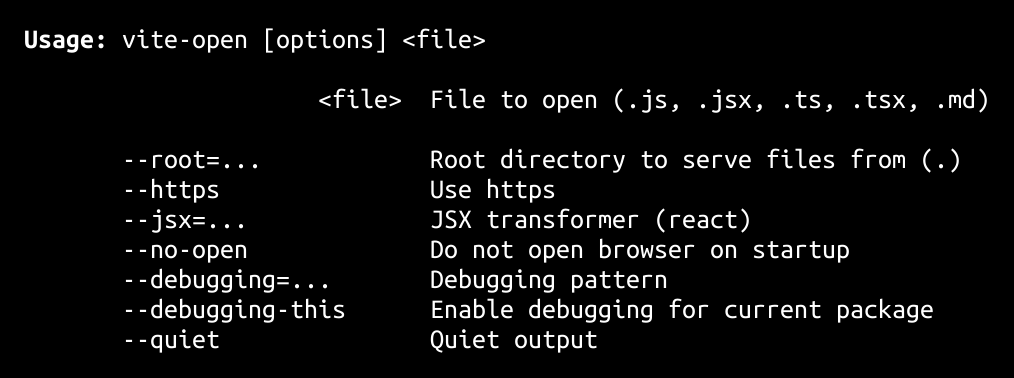 Usage: vite-open [options] <file>
<file> File to open (.js, .jsx, .ts, .tsx, .md)
--root=... Root directory to serve files from (.)
--https Use https
--jsx=... JSX transformer (react)
--no-open Do not open browser on startup
--debugging=... Debugging pattern
--debugging-this Enable debugging for current package
--quiet Quiet output